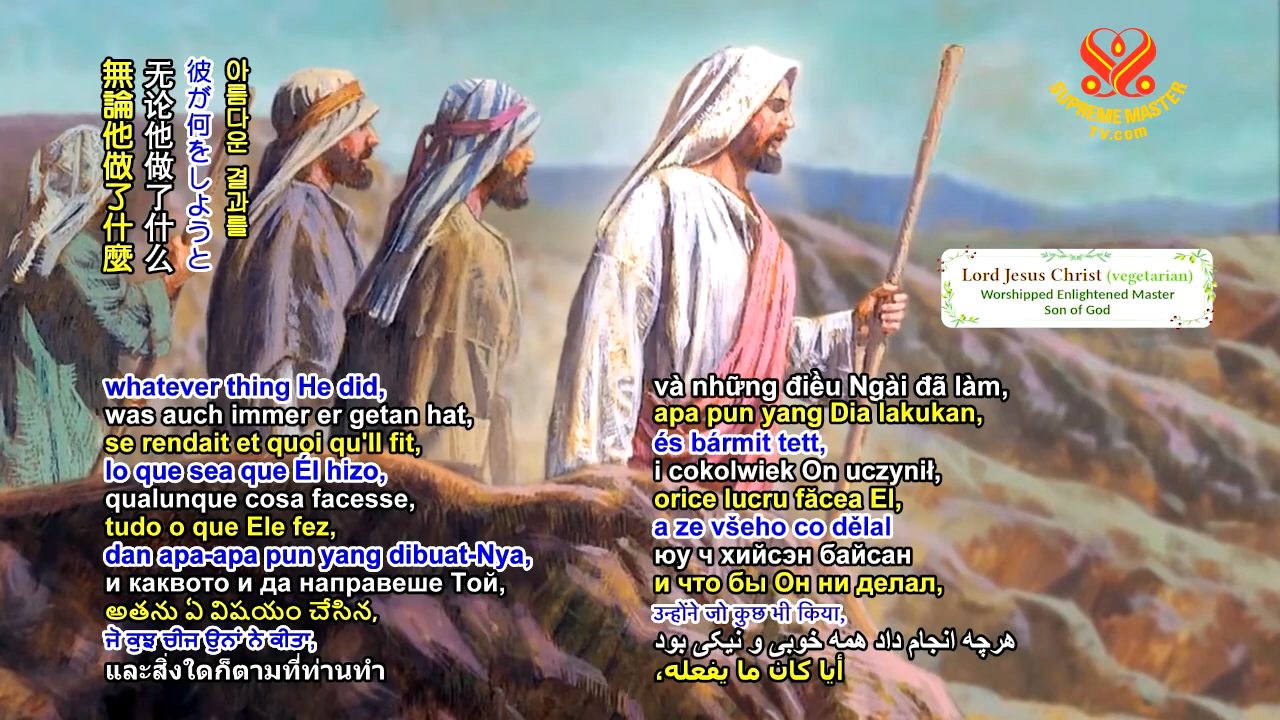 아름다운 결과를
彼が何をしようと
无论他做了什么
無論他做了什麼
SUPREME MASTER
TV.com
Lord Jesus Christ (vegetarian)
Worshipped Enlightened Master
Son of God
whatever thing He did,
was auch immer er getan hat,
se rendait et quoi qu'Il fit,
lo que sea que Él hizo,
qualunque cosa facesse,
tudo o que Ele fez,
dan apa-apa pun yang dibuat-Nya,
и каквото и да направеше Той,
అతను ఏ విషయం చేసిన,
ਜੋ ਕੁਝ ਚੀਜ਼ ਉਨਾਂ ਨੇ ਕੀਤਾ,
และสิ่งใดก็ตามที่ท่านทำ
và những điều Ngài đã làm,
apa pun yang Dia lakukan,
és bármit tett,
i cokolwiek On uczynił,
orice lucru făcea El,
a ze všeho co dělal
юу ч хийсэн байсан
и что бы Он ни делал,
उन्होंने जो कुछ भी किया,
هرچه انجام داد همه خوبی و نیکی بود
أيا كان ما يفعله،